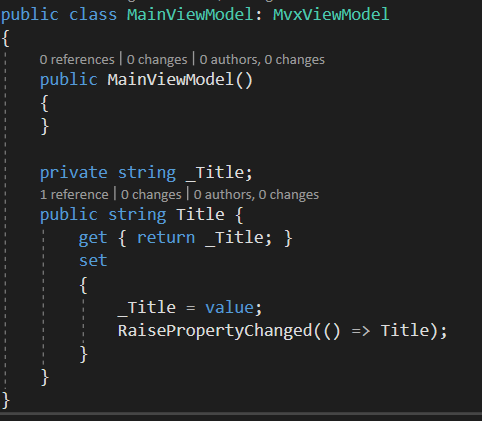 public class MainViewModel: MvxViewModel
{
0 references | 0 changes | 0 authors, 0 changes
public MainViewModel()
{
}
private string _Title;
1 reference | 0 changes | 0 authors, 0 changes
public string Title {
get { return _Title; }
set
{
_Title = value;
RaisePropertyChanged(() => Title);
}
}
}